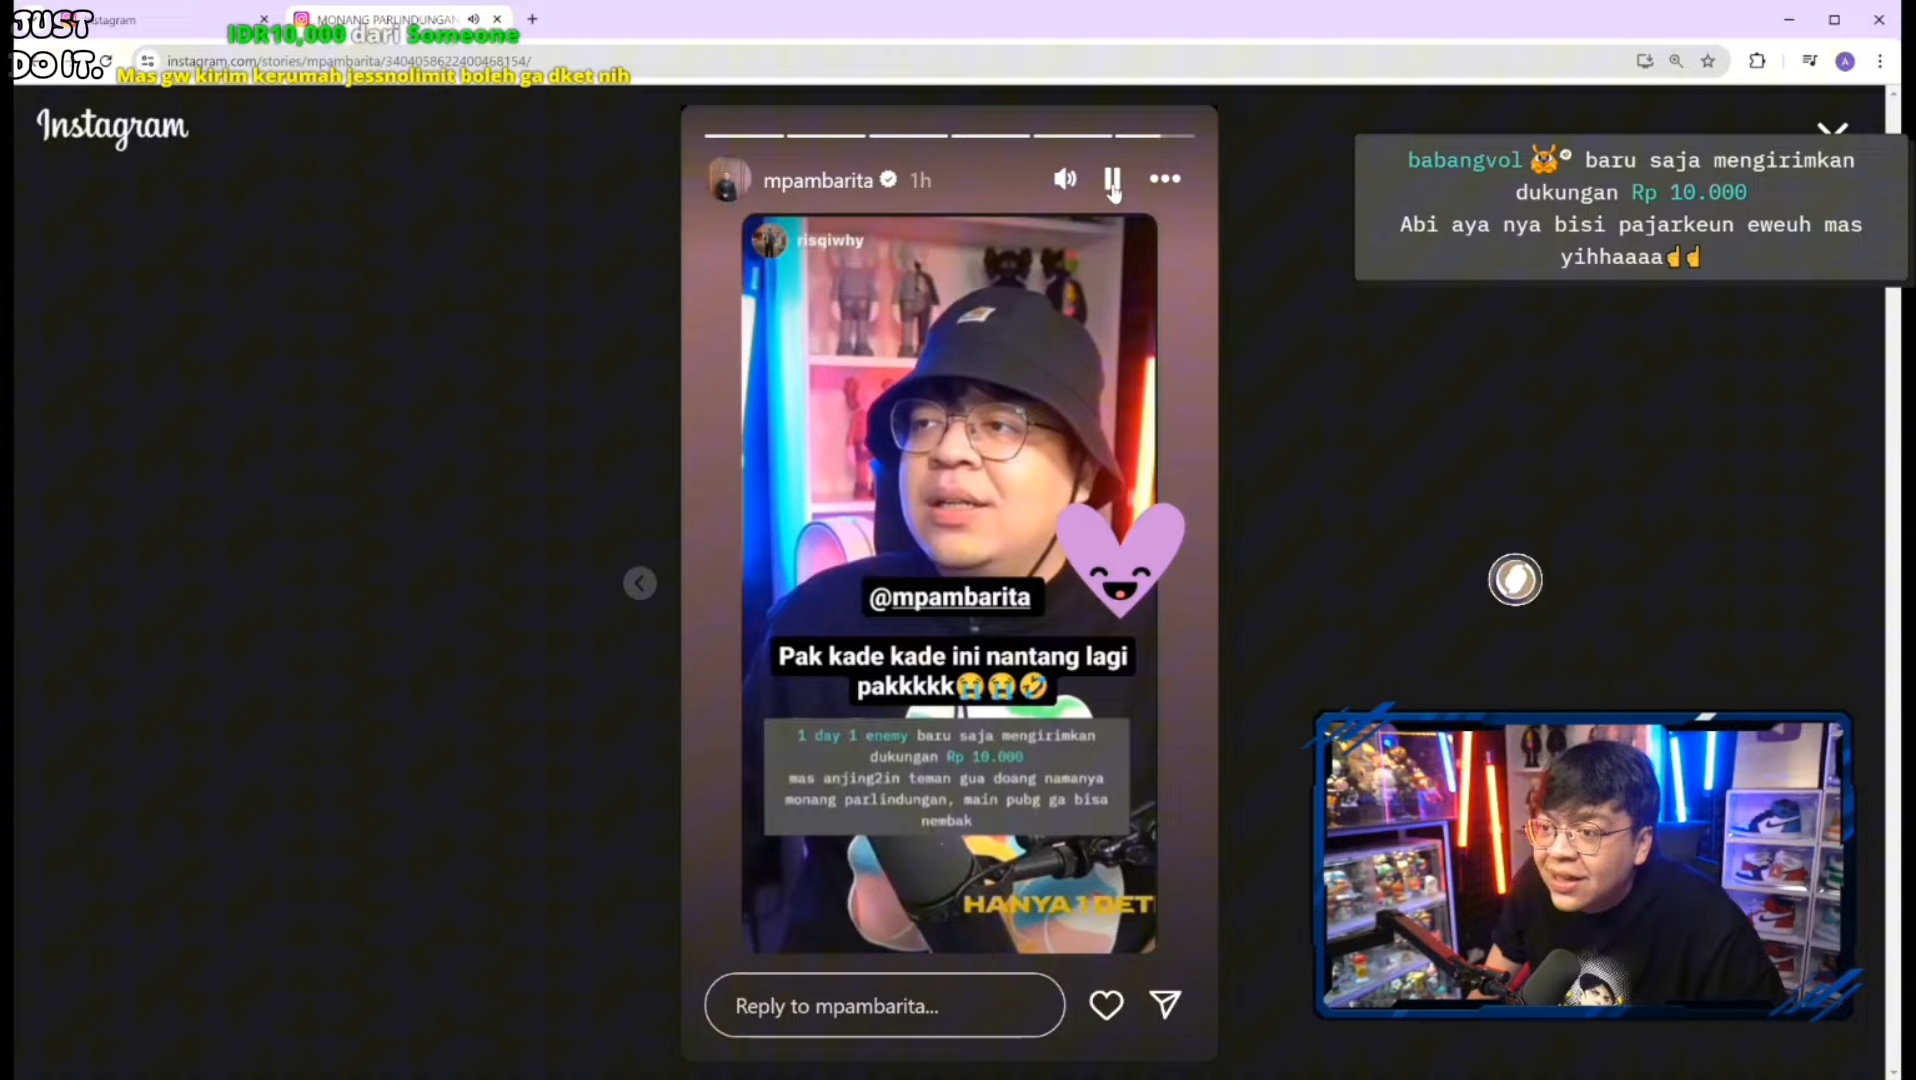 JUST
DO IT.
Instagram
MONANG PARLINDUNGAN
IDR10,000 dari Someone
instagram.com/stories/mpambarita/3404058622400468154/
Mas gw kirim kerumah jessnolimit boleh ga dket nih
A
Instagram
mpambarita 1h
babangvol baru saja mengirimkan
dukungan Rp 10.000
Abi aya nya bisi pajarkeun eweuh mas
yihhaaaa☝️☝️
risqiwhy
@mpambarita
Pak kade kade ini nantang lagi
pakkkkk😭😭🤣
1 day 1 enemy baru saja mengirimkan
dukungan Rp 10.000
mas anjing2in teman gua doang namanya
monang parlindungan, main pubg ga bisa
nembak
HANYA 1 DET
Reply to mpambarita...